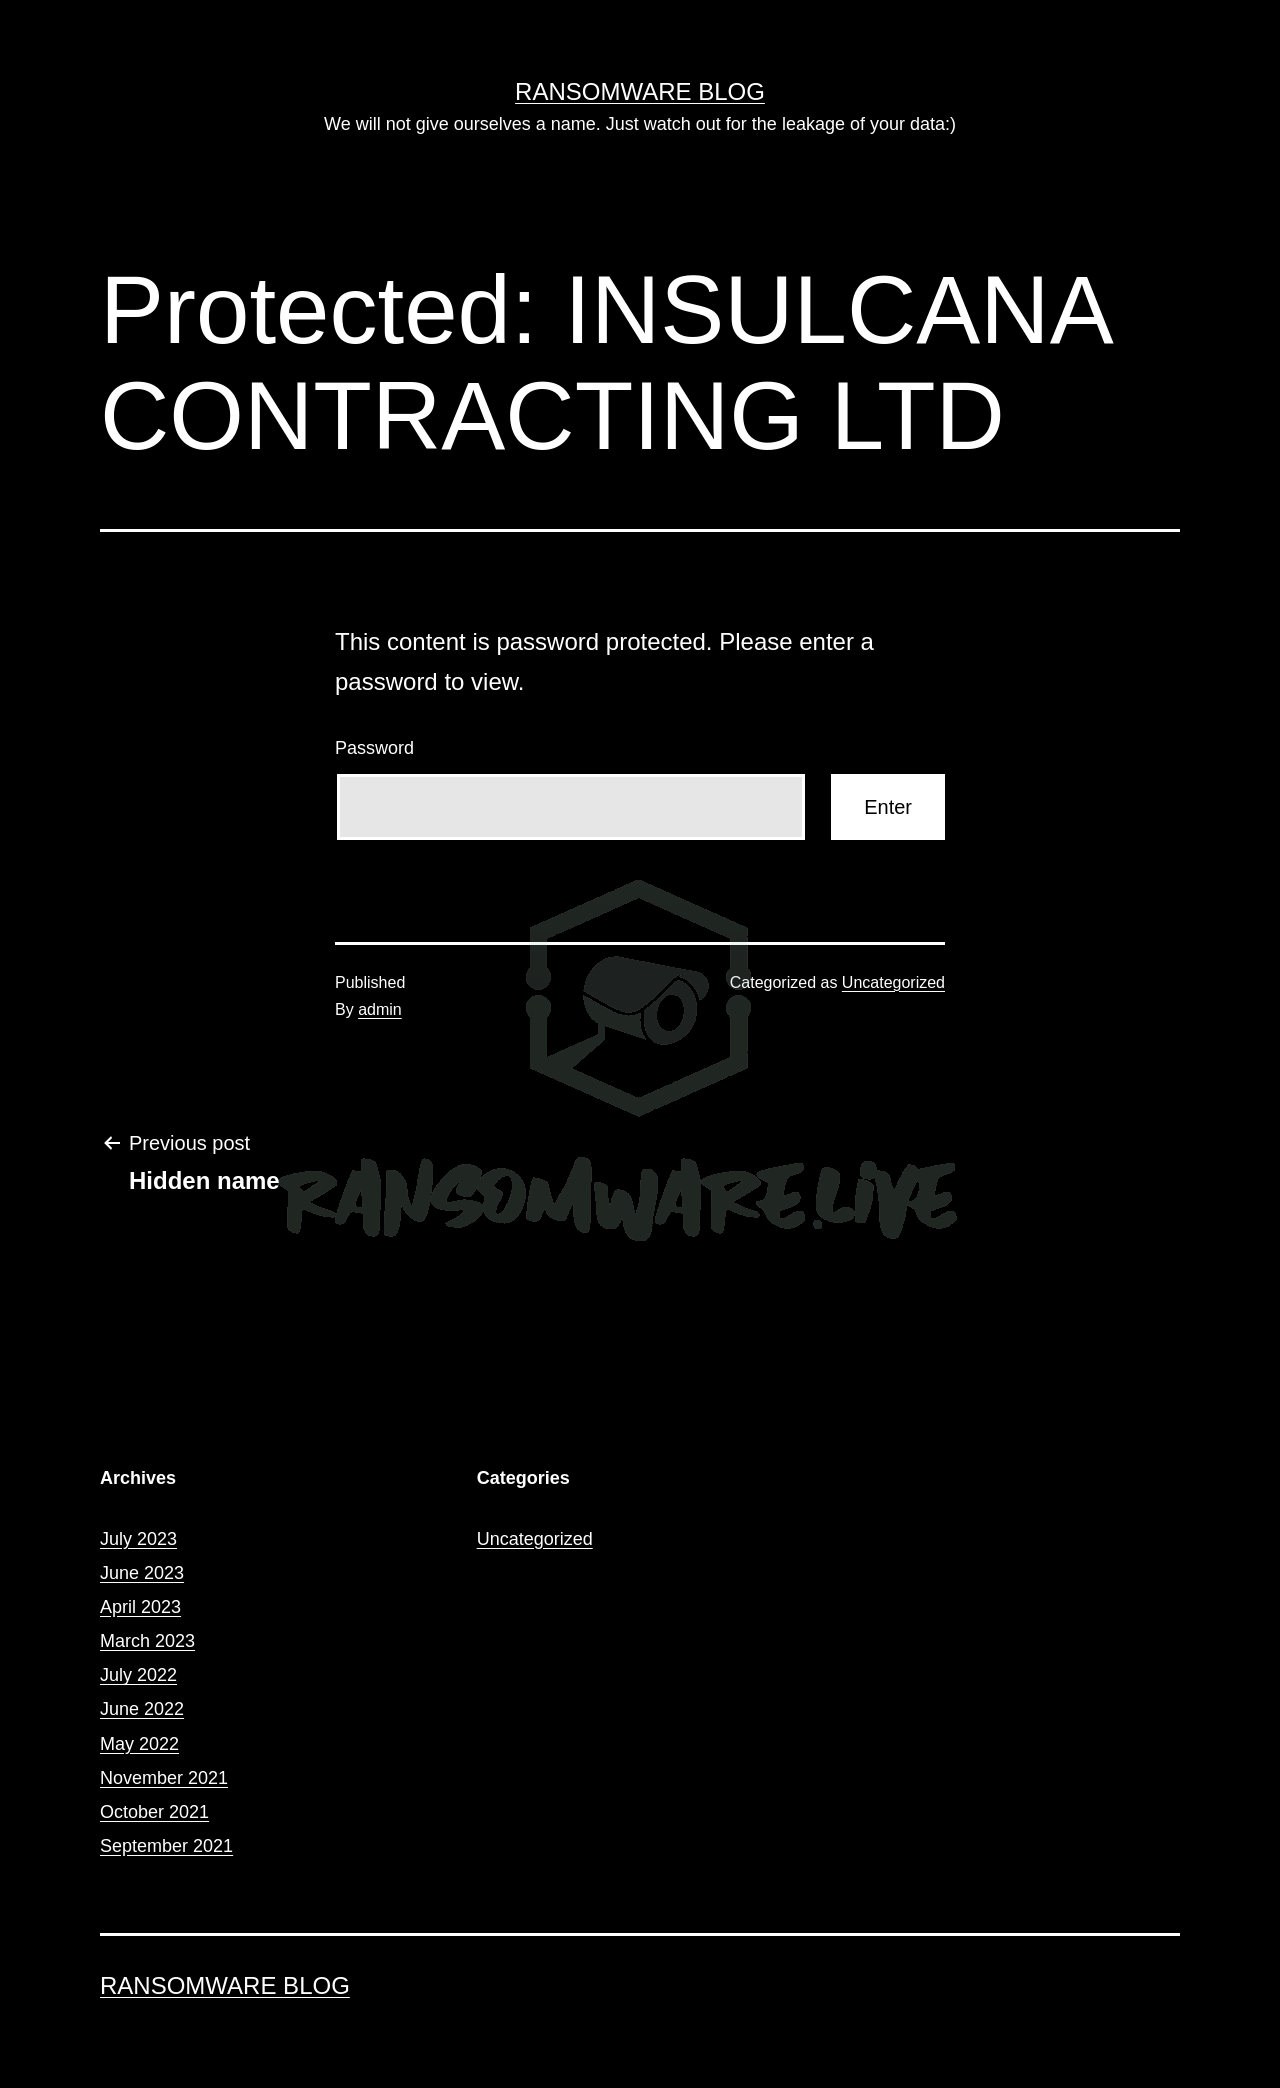 RANSOMWARE BLOG
We will not give ourselves a name. Just watch out for the leakage of your data:)
Protected: INSULCANA
CONTRACTING LTD
This content is password protected. Please enter a
password to view.
Password
Enter
Published
By admin
Categorized as Uncategorized
Previous post
Hidden name
RANSOMWARE.LIVE
Archives
July 2023
June 2023
April 2023
March 2023
July 2022
June 2022
May 2022
November 2021
October 2021
September 2021
Categories
Uncategorized
RANSOMWARE BLOG